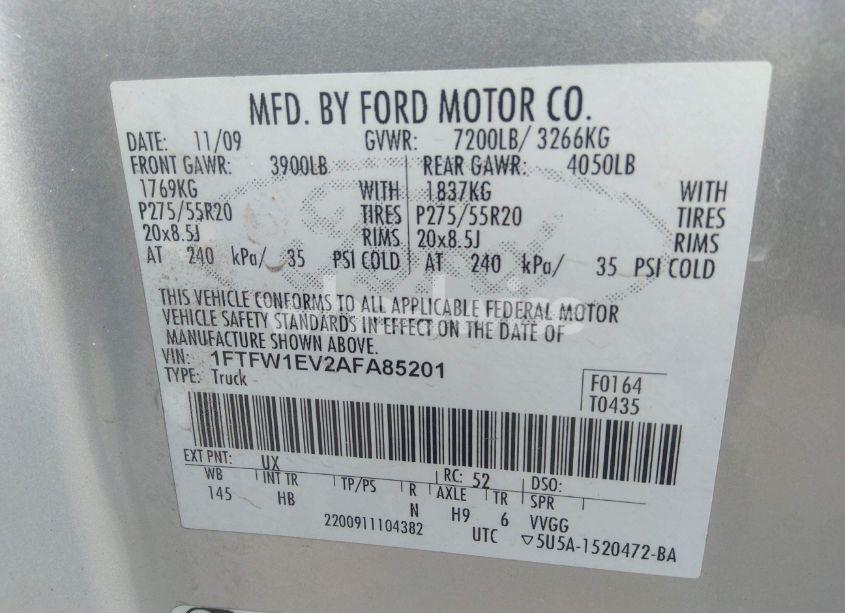 MFD. BY FORD MOTOR CO.
DATE: 11/09 GVWR: 7200LB/ 3266KG
FRONT GAWR: 3900LB REAR GAWR: 4050LB
1769KG WITH 1837KG WITH
P275/55R20 TIRES P275/55R20 TIRES
20x8.5J RIMS 20x8.5J RIMS
AT 240 kPa/ 35 PSI COLD AT 240 kPa/ 35 PSI COLD
THIS VEHICLE CONFORMS TO ALL APPLICABLE FEDERAL MOTOR
VEHICLE SAFETY STANDARDS IN EFFECT ON THE DATE OF
MANUFACTURE SHOWN ABOVE.
VIN: 1FTFW1EV2AFA85201
TYPE: Truck
F0164
T0435
EXT PNT: UX RC: 52 DSO:
WB INT TR TP/PS R AXLE TR SPR
145 HB N H9 6 VVGG
2200911104382 UTC ▽5U5A-1520472-BA